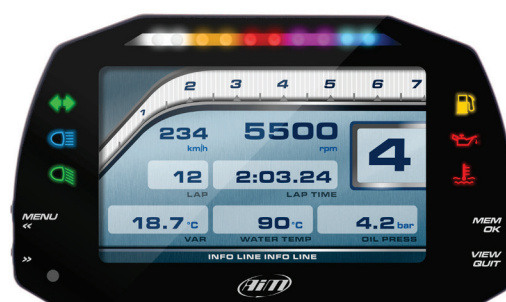 1 2 3 4 5 6 7
234 km/h 5500 rpm
4
12 LAP 2:03.24 LAP TIME
18.7 °C VAR 90 °C WATER TEMP 4.2 bar OIL PRESS
INFO LINE INFO LINE
MENU
<<
>>
MEM
OK
VIEW
QUIT
AiM